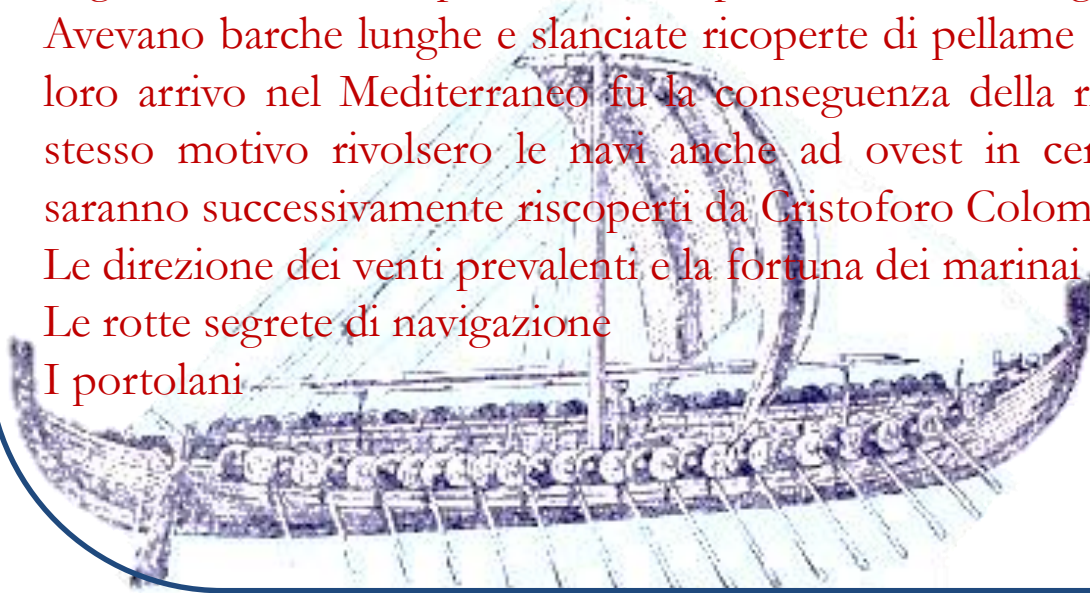 Avevano barche lunghe e slanciate ricoperte di pellame
loro arrivo nel Mediterraneo fu la conseguenza della
stesso motivo rivolsero le navi anche ad ovest in
saranno successivamente riscoperti da Cristoforo
Le direzione dei venti prevalenti e la fortuna dei marinai
Le rotte segrete di navigazione
I portolani